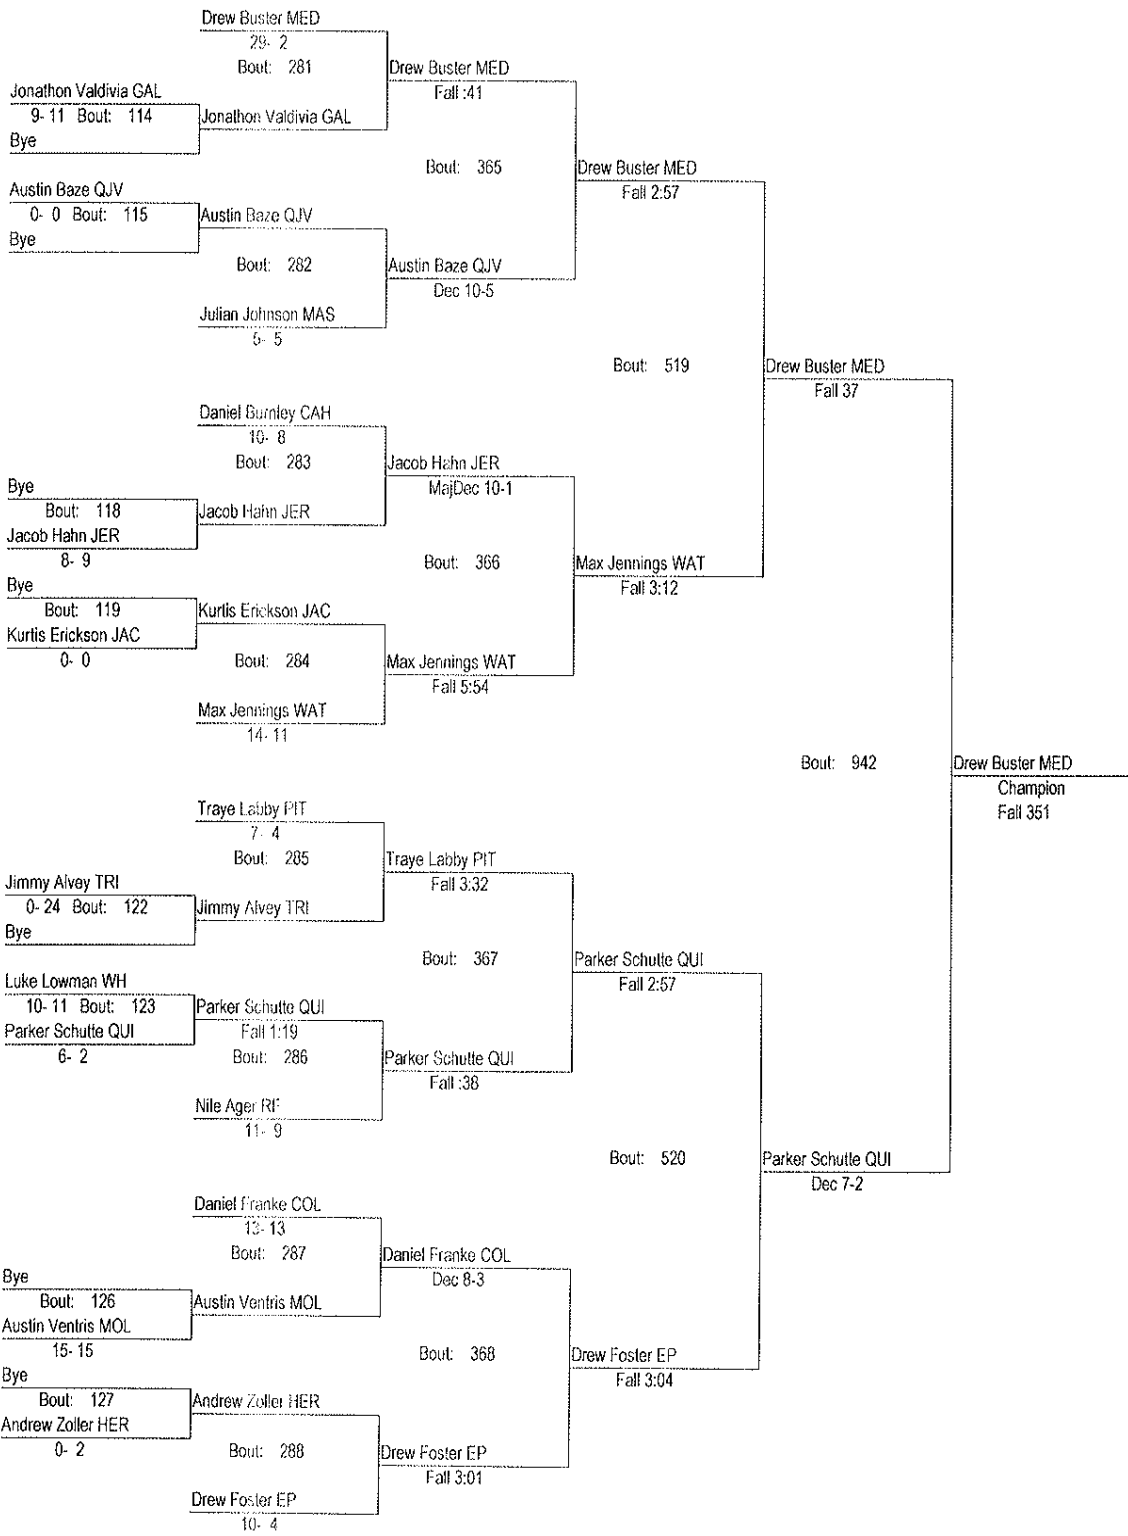 Drew Buster MED
29- 2
Bout: 281
Drew Buster MED
Fall :41
Jonathon Valdivia GAL
9- 11 Bout: 114
Jonathon Valdivia GAL
Bye
Bout: 365
Drew Buster MED
Fall 2:57
Austin Baze QJV
0- 0 Bout: 115
Austin Baze QJV
Bye
Bout: 282
Austin Baze QJV
Dec 10-5
Julian Johnson MAS
5- 5
Bout: 519
Drew Buster MED
Fall 37
Daniel Burnley CAH
10- 8
Bout: 283
Jacob Hahn JER
MajDec 10-1
Bye
Bout: 118
Jacob Hahn JER
Jacob Hahn JER
8- 9
Bout: 366
Max Jennings WAT
Fall 3:12
Bye
Bout: 119
Kurtis Erickson JAC
Kurtis Erickson JAC
0- 0
Bout: 284
Max Jennings WAT
Fall 5:54
Max Jennings WAT
14- 11
Bout: 942
Drew Buster MED
Champion
Fall 351
Traye Labby PIT
7- 4
Bout: 285
Traye Labby PIT
Fall 3:32
Jimmy Alvey TRI
0- 24 Bout: 122
Jimmy Alvey TRI
Bye
Bout: 367
Parker Schutte QUI
Fall 2:57
Luke Lowman WH
10- 11 Bout: 123
Parker Schutte QUI
Fall 1:19
Parker Schutte QUI
6- 2
Bout: 286
Parker Schutte QUI
Fall :38
Nile Ager RF
11- 9
Bout: 520
Parker Schutte QUI
Dec 7-2
Daniel Franke COL
13- 13
Bout: 287
Daniel Franke COL
Dec 8-3
Bye
Bout: 126
Austin Ventris MOL
Austin Ventris MOL
15- 15
Bout: 368
Drew Foster EP
Fall 3:04
Bye
Bout: 127
Andrew Zoller HER
Andrew Zoller HER
0- 2
Bout: 288
Drew Foster EP
Fall 3:01
Drew Foster EP
10- 4